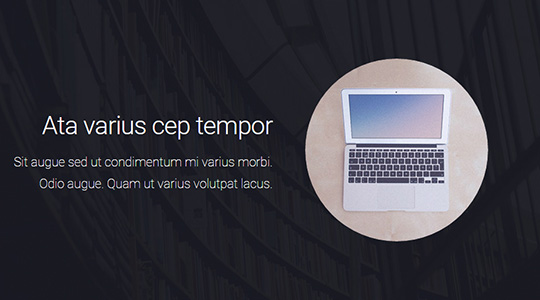 Ata varius cep tempor
Sit augue sed ut condimentum mi varius morbi.
Odio augue. Quam ut varius volutpat lacus.